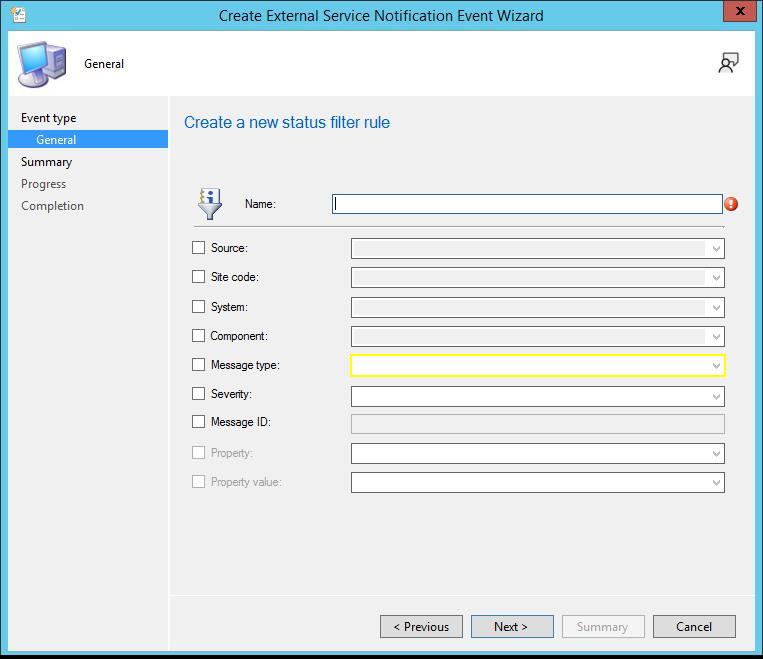 Create External Service Notification Event Wizard
X
General
Event type
General
Summary
Progress
Completion
Create a new status filter rule
Name:
Source:
Site code:
System:
Component:
Message type:
Severity:
Message ID:
Property:
Property value:
< Previous
Next >
Summary
Cancel